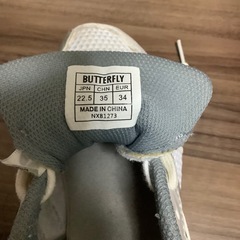 BUTTERFLY
JPN CHN EUR
22.5 35 34
MADE IN CHINA
NXB1273